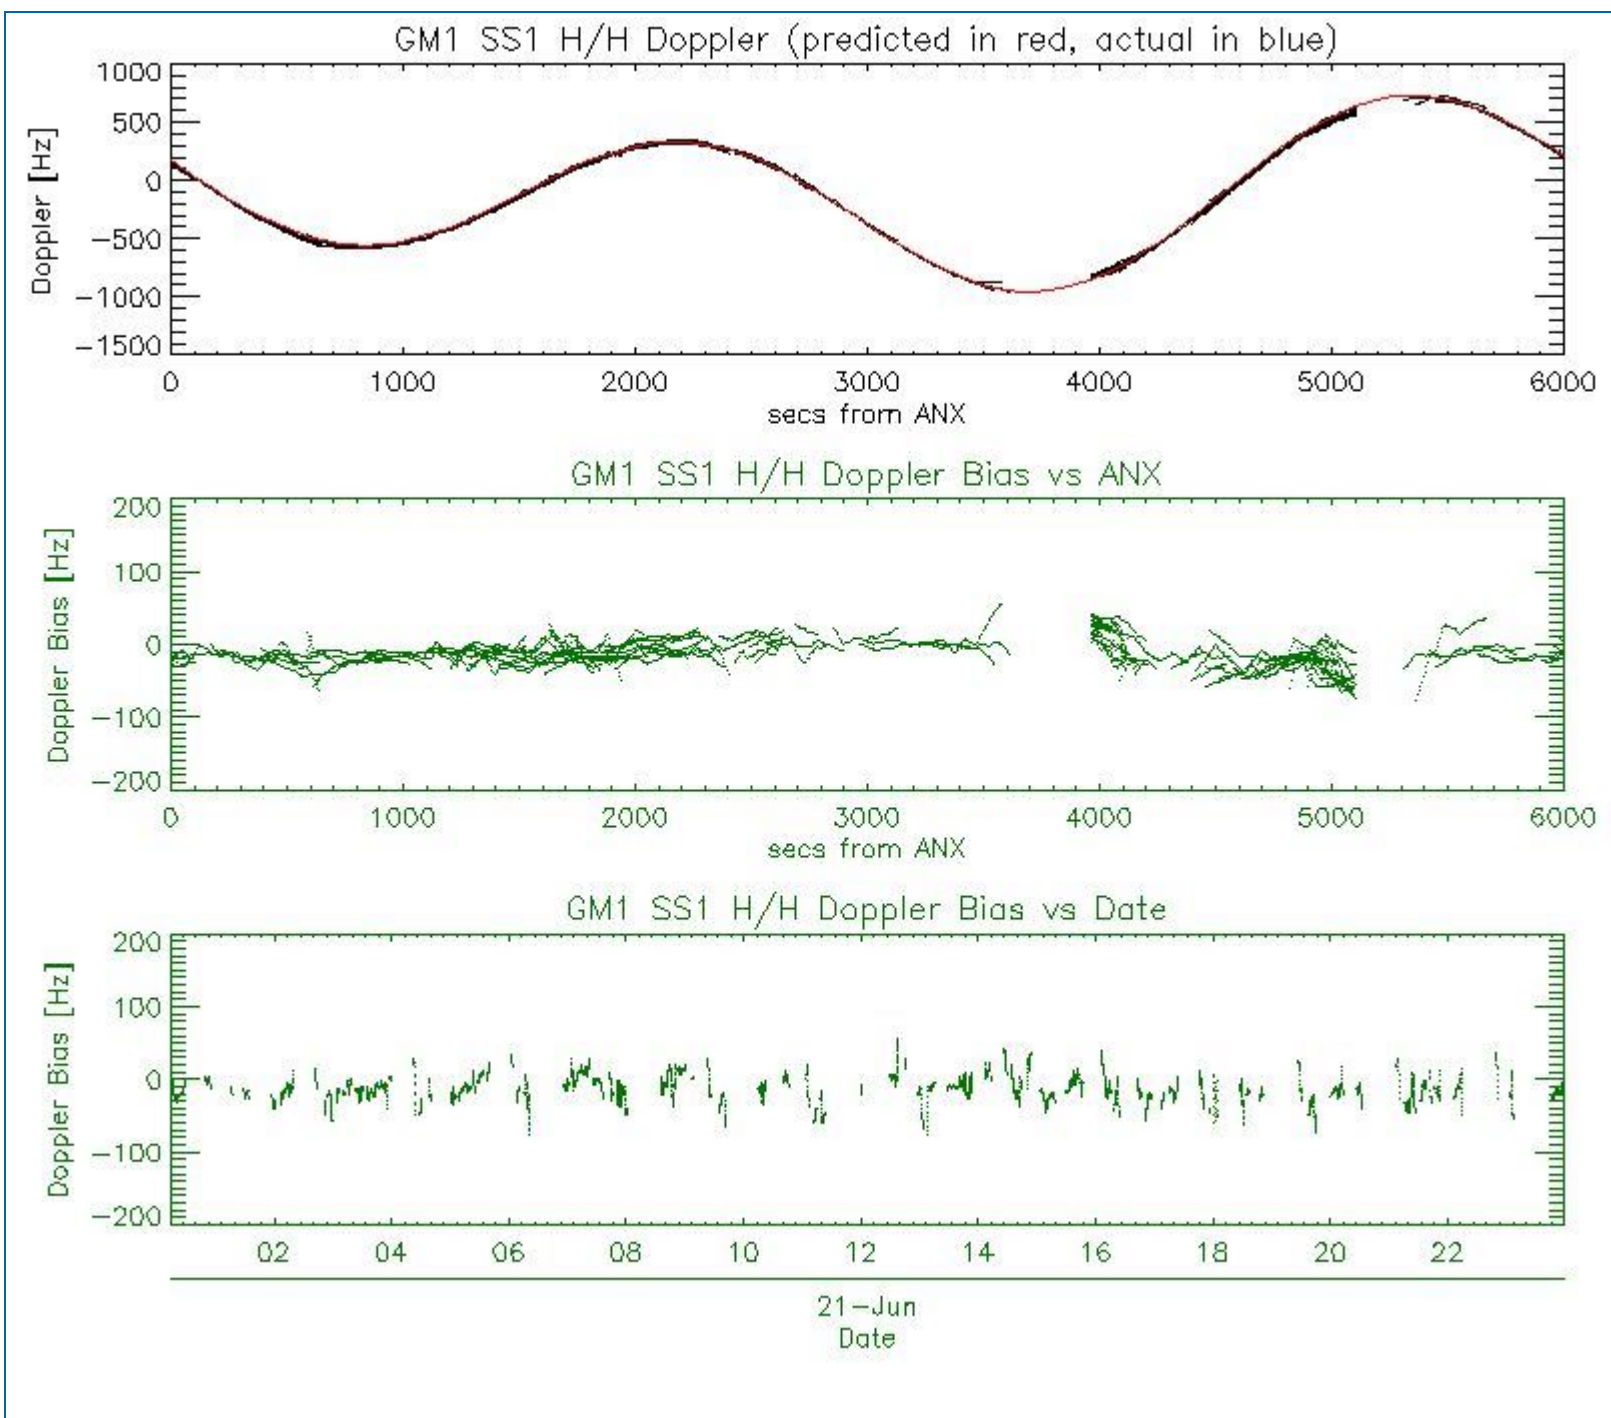 GM1 SS1 H/H Doppler (predicted in red, actual in blue)
Doppler [Hz]
1000
500
0
−500
−1000
−1500
0 1000 2000 3000 4000 5000 6000
secs from ANX
GM1 SS1 H/H Doppler Bias vs ANX
Doppler Bias [Hz]
200
100
0
−100
−200
0 1000 2000 3000 4000 5000 6000
secs from ANX
GM1 SS1 H/H Doppler Bias vs Date
Doppler Bias [Hz]
200
100
0
−100
−200
02 04 06 08 10 12 14 16 18 20 22
21−Jun
Date